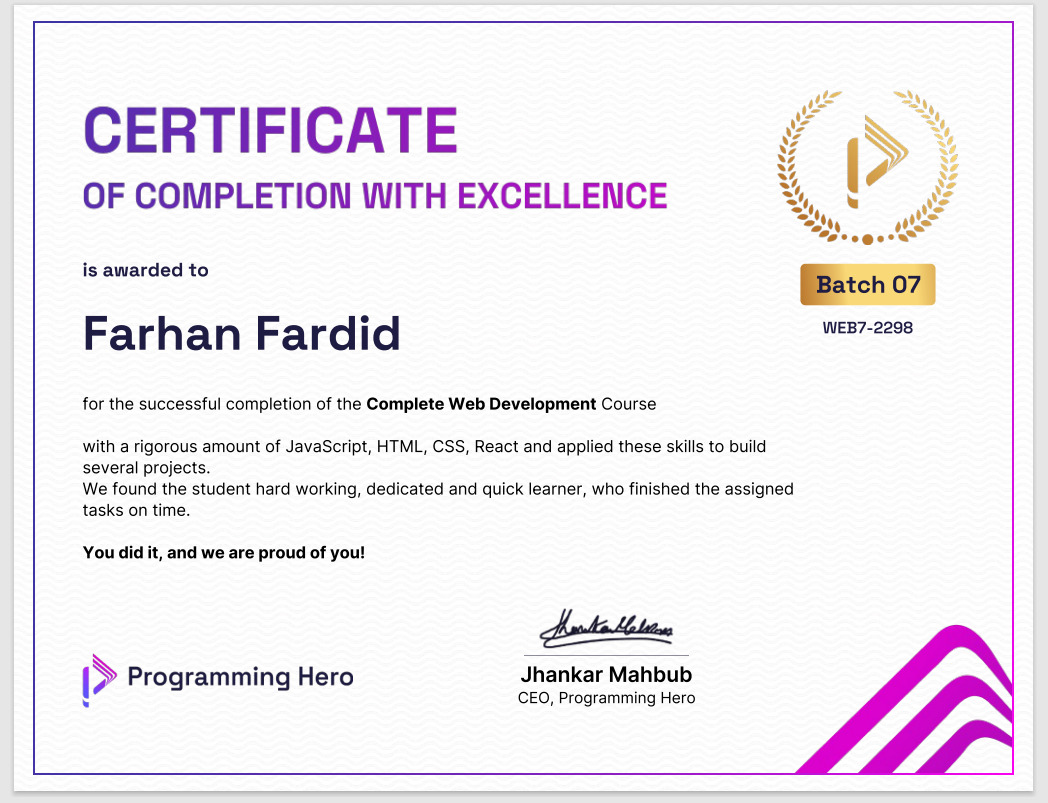 CERTIFICATE
OF COMPLETION WITH EXCELLENCE
is awarded to
Farhan Fardid
Batch 07
WEB7-2298
for the successful completion of the Complete Web Development Course
with a rigorous amount of JavaScript, HTML, CSS, React and applied these skills to build
several projects.
We found the student hard working, dedicated and quick learner, who finished the assigned
tasks on time.
You did it, and we are proud of you!
Programming Hero
Jhankar Mahbub
CEO, Programming Hero